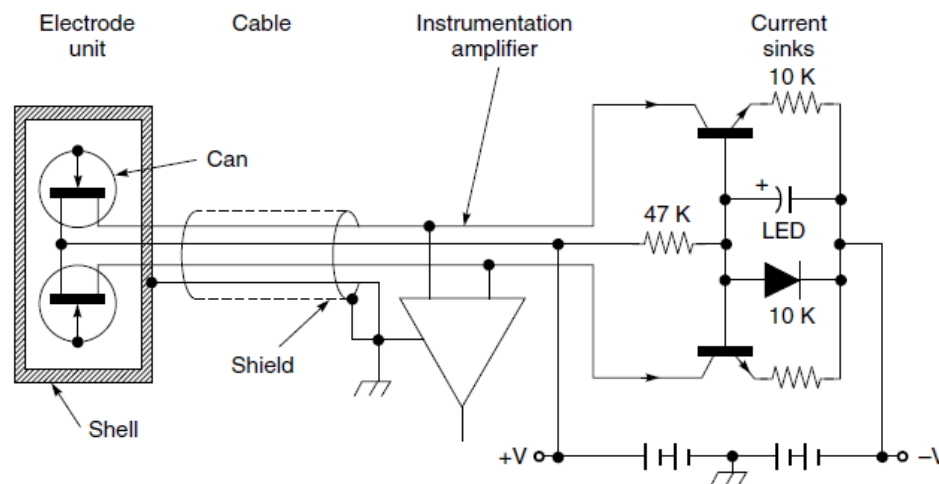 Electrode
unit
Cable
Instrumentation
amplifier
Current
sinks
10 K
Can
47 K
+
LED
10 K
Shield
Shell
+V
–V